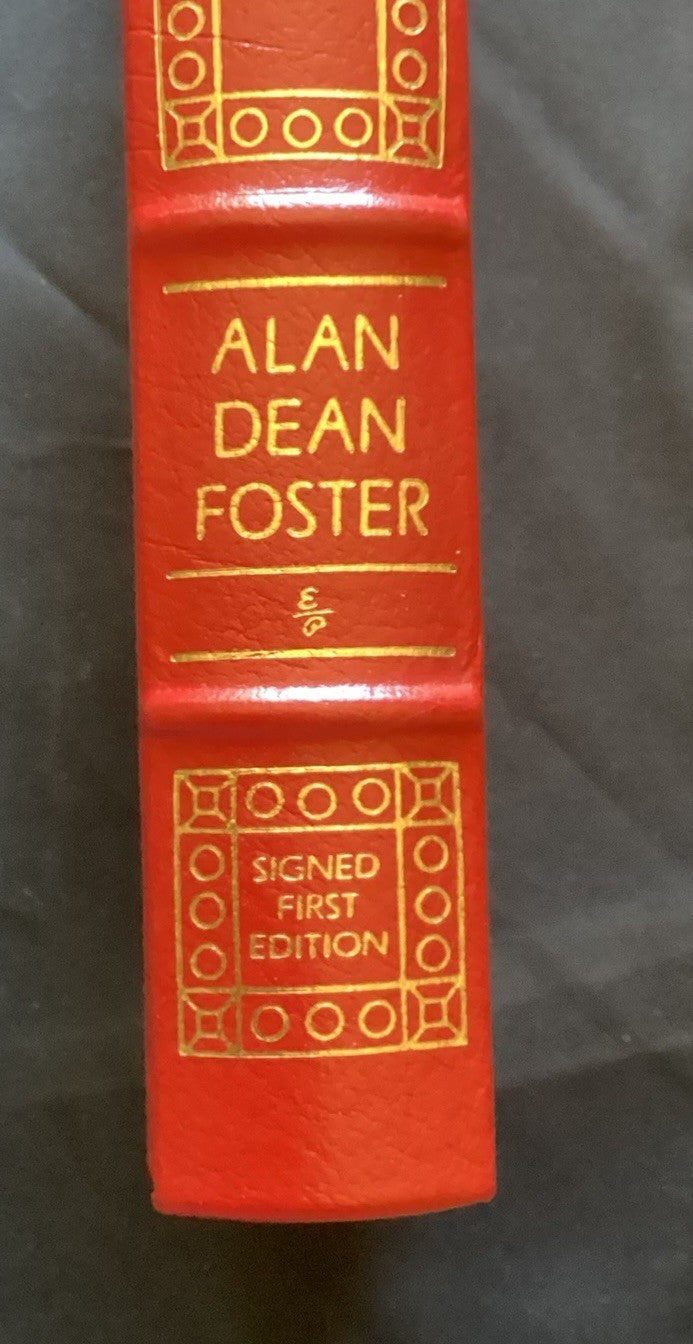 ALAN
DEAN
FOSTER
SIGNED
FIRST
EDITION